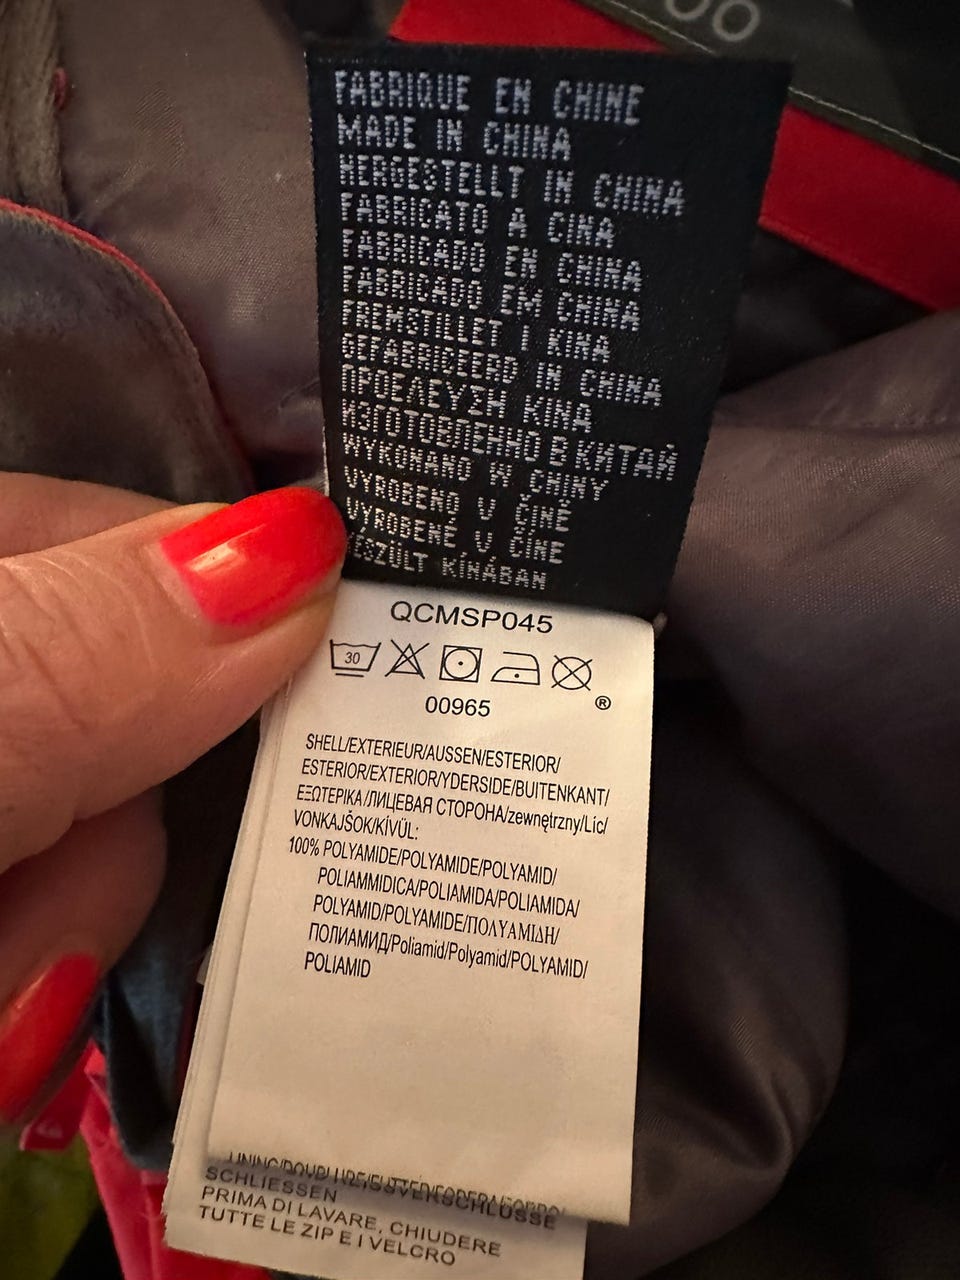 00
FABRIQUE EN CHINE
MADE IN CHINA
HERGESTELLT IN CHINA
FABRICATO A CINA
FABRICADO EN CHINA
FABRICADO EM CHINA
FREMSTILLET I KINA
GEFABRICEERD IN CHINA
ΠΡΟΕΛΕΥΣΗ ΚΙΝΑ
ИЗГОТОВЛЕННО В КИТАЙ
WYKONANO W CHINY
VYROBENO V ČÍNĚ
VYROBENÉ V ČÍNE
KÉSZÜLT KÍNÁBAN
QCMSP045
30
00965 ®
SHELL/EXTERIEUR/AUSSEN/ESTERIOR/
ESTERIOR/EXTERIOR/YDERSIDE/BUITENKANT/
ΕΞΩΤΕΡΙΚΑ/ЛИЦЕВАЯ СТОРОНА/zewnętrzny/Líc/
VONKAJŠOK/KÍVÜL:
100% POLYAMIDE/POLYAMIDE/POLYAMID/
POLIAMMIDICA/POLIAMIDA/POLIAMIDA/
POLYAMID/POLYAMIDE/ΠΟΛΥΑΜΙΔΗ/
ПОЛИАМИД/Poliamid/Polyamid/POLYAMID/
POLIAMID
SCHLIESSEN
PRIMA DI LAVARE, CHIUDERE
TUTTE LE ZIP E I VELCRO